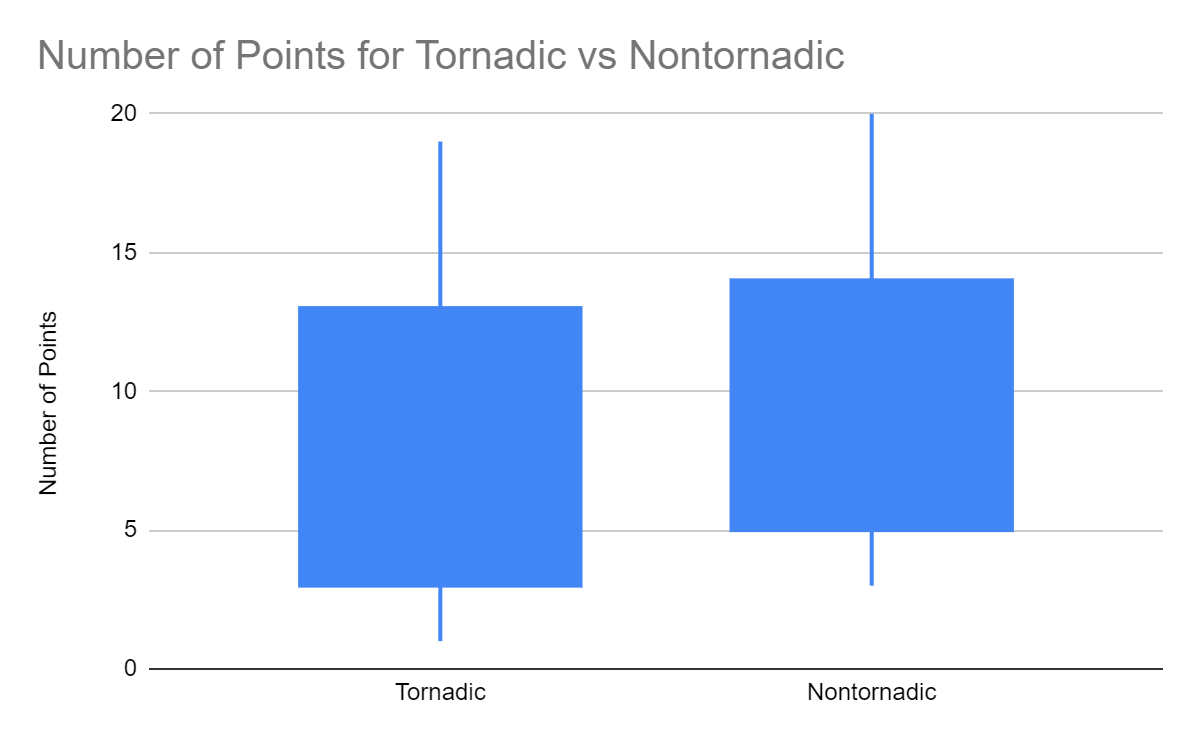 Number of Points for Tornadic vs Nontornadic
Number of Points
20
15
10
5
0
Tornadic
Nontornadic